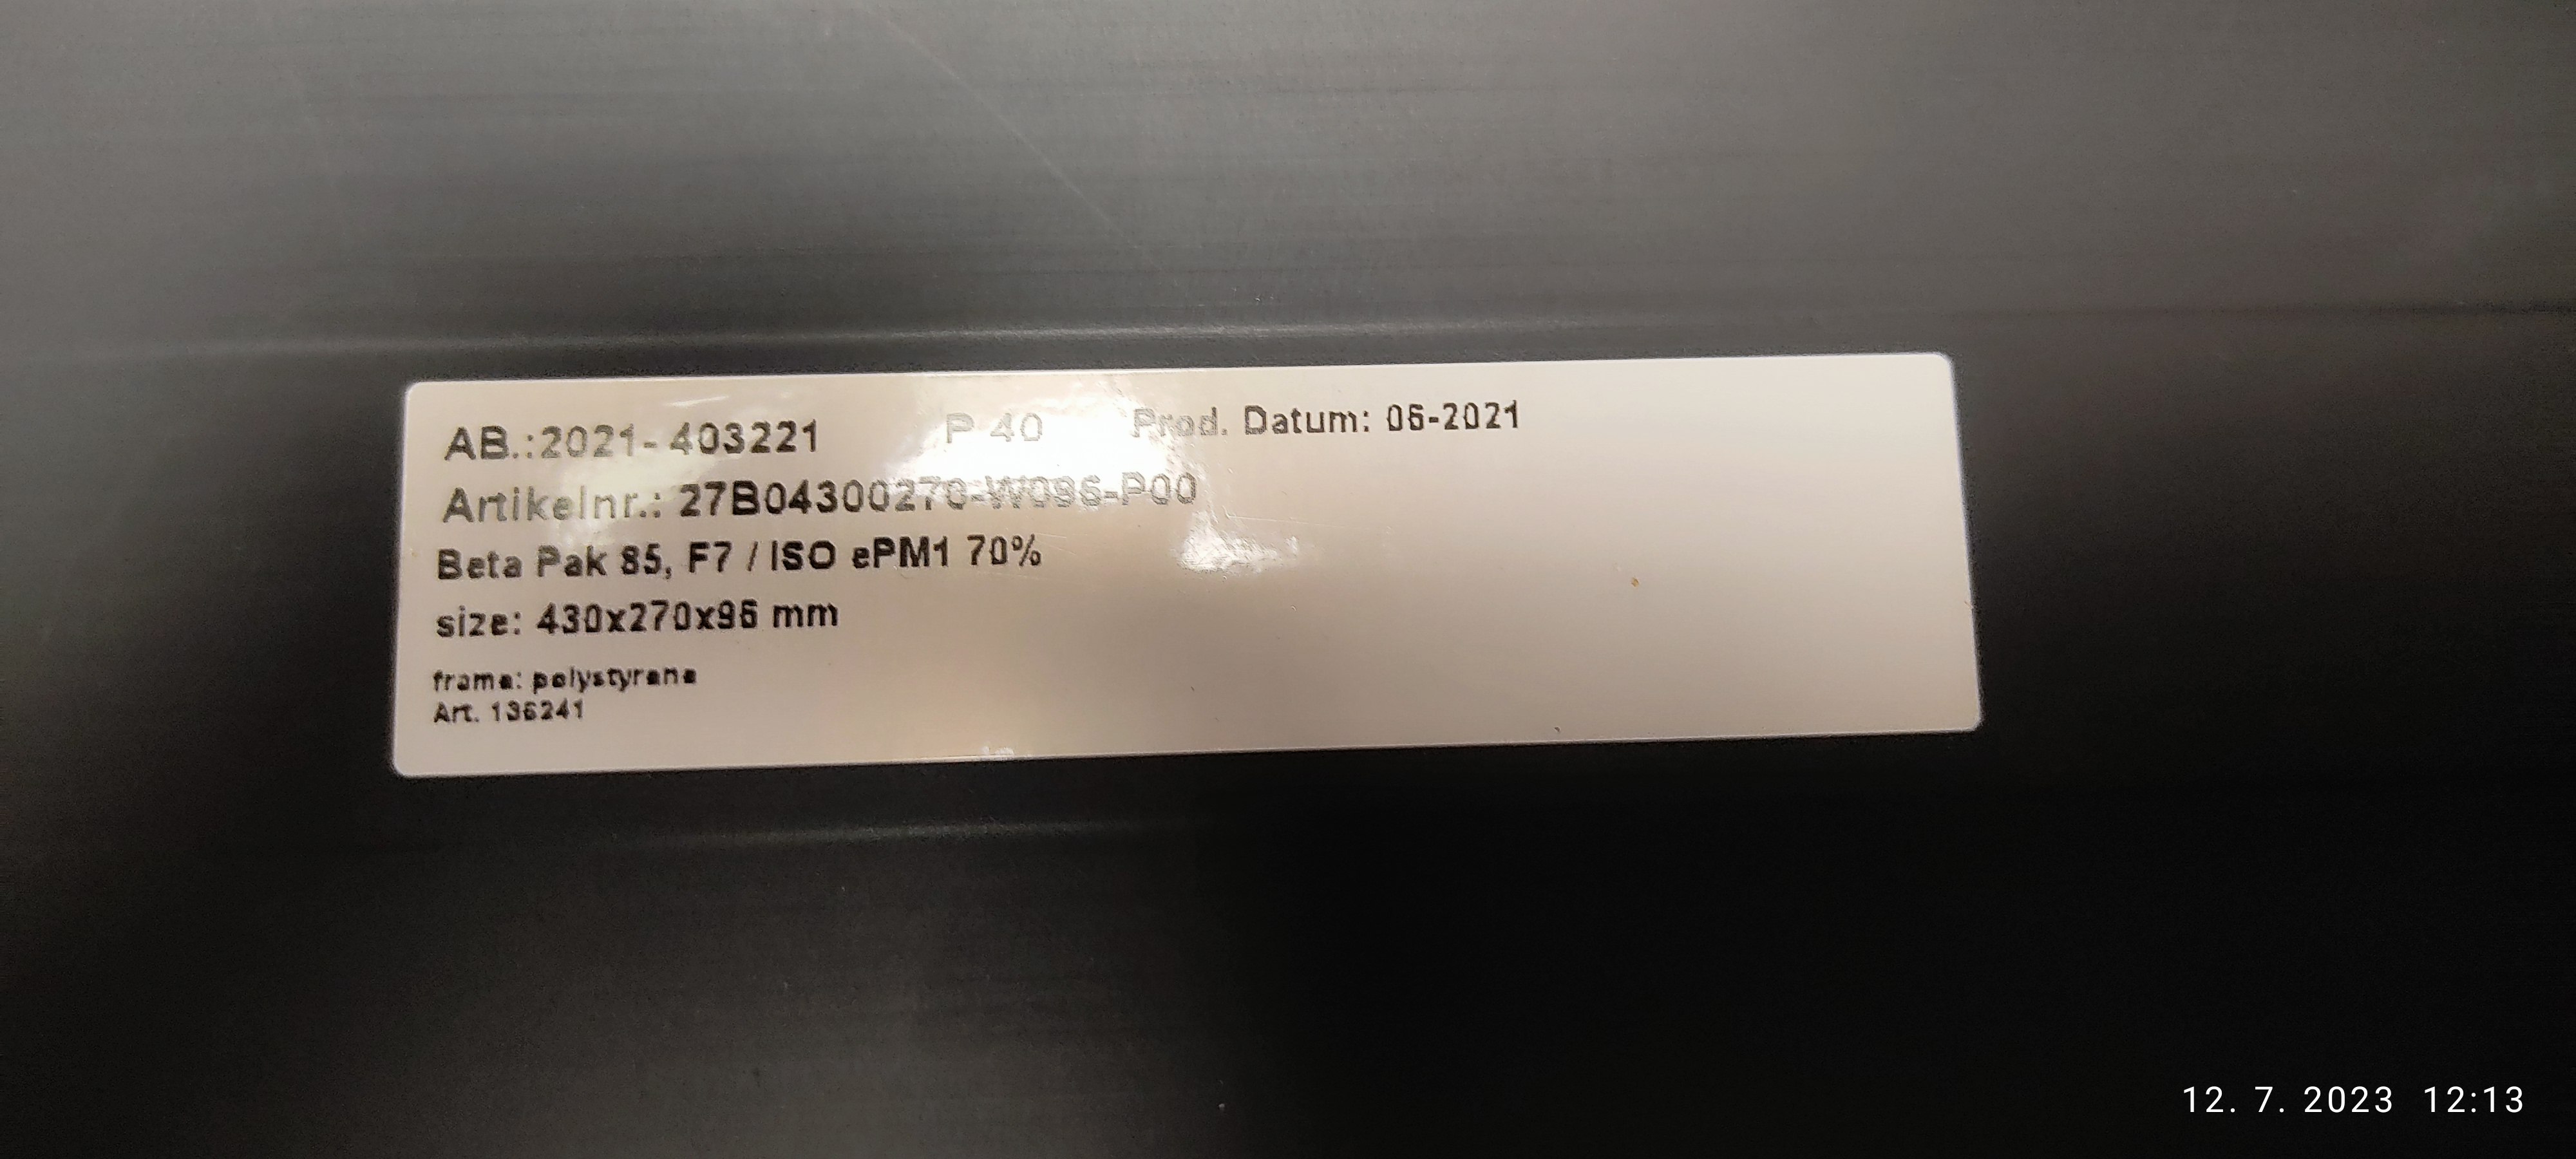 AB.:2021- 403221 P 40 Prod. Datum: 06-2021
Artikelnr.: 27B04300270-W096-P00
Beta Pak 85, F7 / ISO ePM1 70%
size: 430x270x96 mm
frame: polystyrene
Art. 136241
12. 7. 2023 12:13